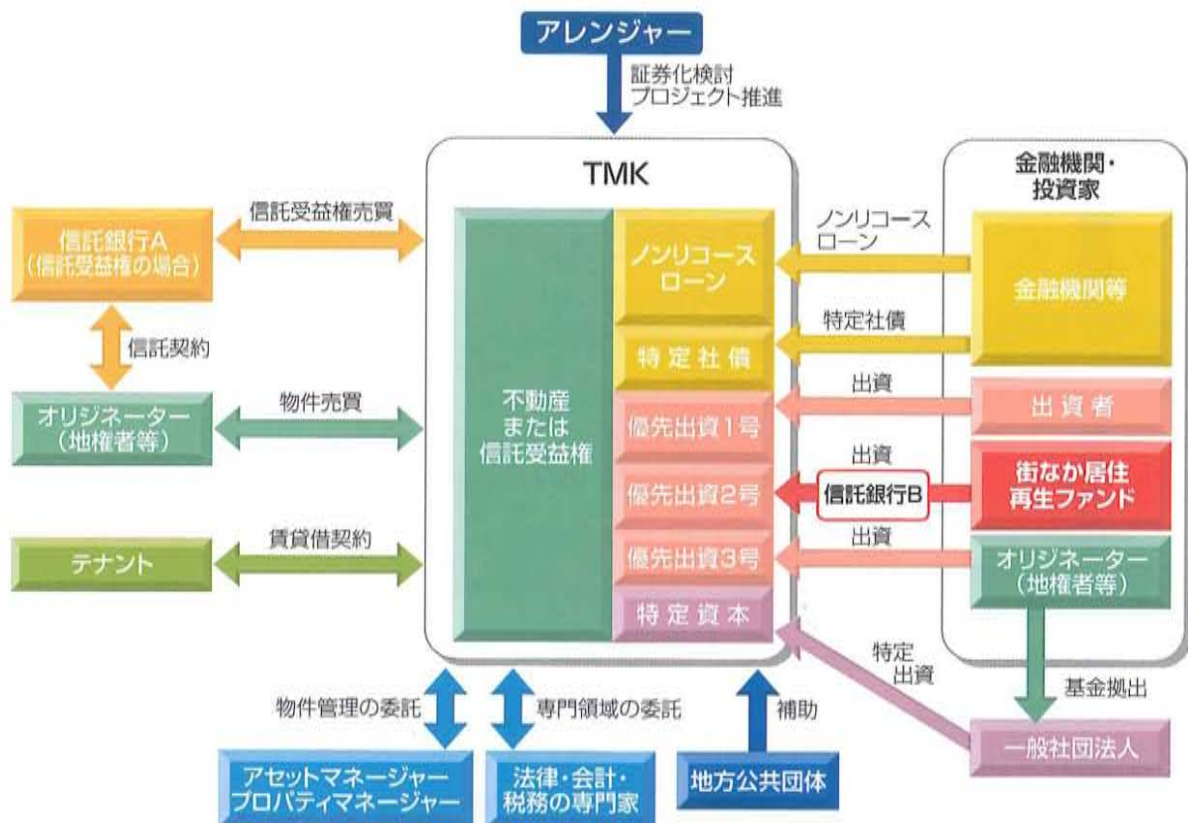 アレンジャー
証券化検討
プロジェクト推進
TMK
金融機関・
投資家
信託銀行A
(信託受益権の場合)
信託受益権売買
信託契約
オリジネーター
(地権者等)
物件売買
テナント
賃貸借契約
不動産
または
信託受益権
ノンリコース
ローン
特定社債
優先出資1号
優先出資2号
優先出資3号
特定資本
ノンリコース
ローン
特定社債
出資
出資
信託銀行B
出資
金融機関等
出資者
街なか居住
再生ファンド
オリジネーター
(地権者等)
特定
出資
基金拠出
一般社団法人
物件管理の委託
専門領域の委託
補助
アセットマネージャー
プロパティマネージャー
法律・会計・
税務の専門家
地方公共団体